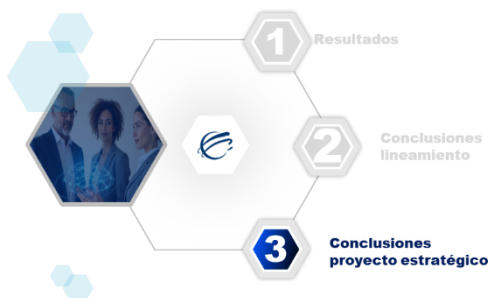 1
Resultados
2
Conclusiones
lineamiento
3
Conclusiones
proyecto estratégico